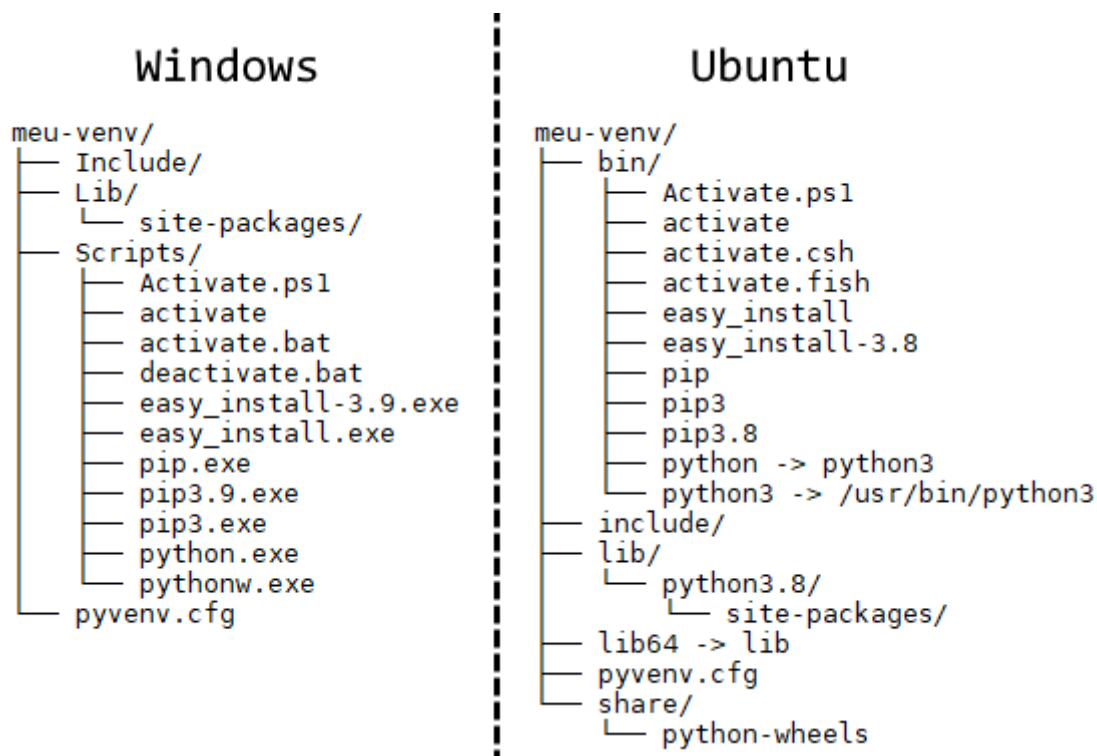 Windows
meu-venv/
├── Include/
├── Lib/
│   └── site-packages/
├── Scripts/
│   ├── Activate.ps1
│   ├── activate
│   ├── activate.bat
│   ├── deactivate.bat
│   ├── easy_install-3.9.exe
│   ├── easy_install.exe
│   ├── pip.exe
│   ├── pip3.9.exe
│   ├── pip3.exe
│   ├── python.exe
│   └── pythonw.exe
└── pyvenv.cfg
Ubuntu
meu-venv/
├── bin/
│   ├── Activate.ps1
│   ├── activate
│   ├── activate.csh
│   ├── activate.fish
│   ├── easy_install
│   ├── easy_install-3.8
│   ├── pip
│   ├── pip3
│   ├── pip3.8
│   ├── python -> python3
│   └── python3 -> /usr/bin/python3
├── include/
├── lib/
│   └── python3.8/
│       └── site-packages/
├── lib64 -> lib
├── pyvenv.cfg
└── share/
    └── python-wheels